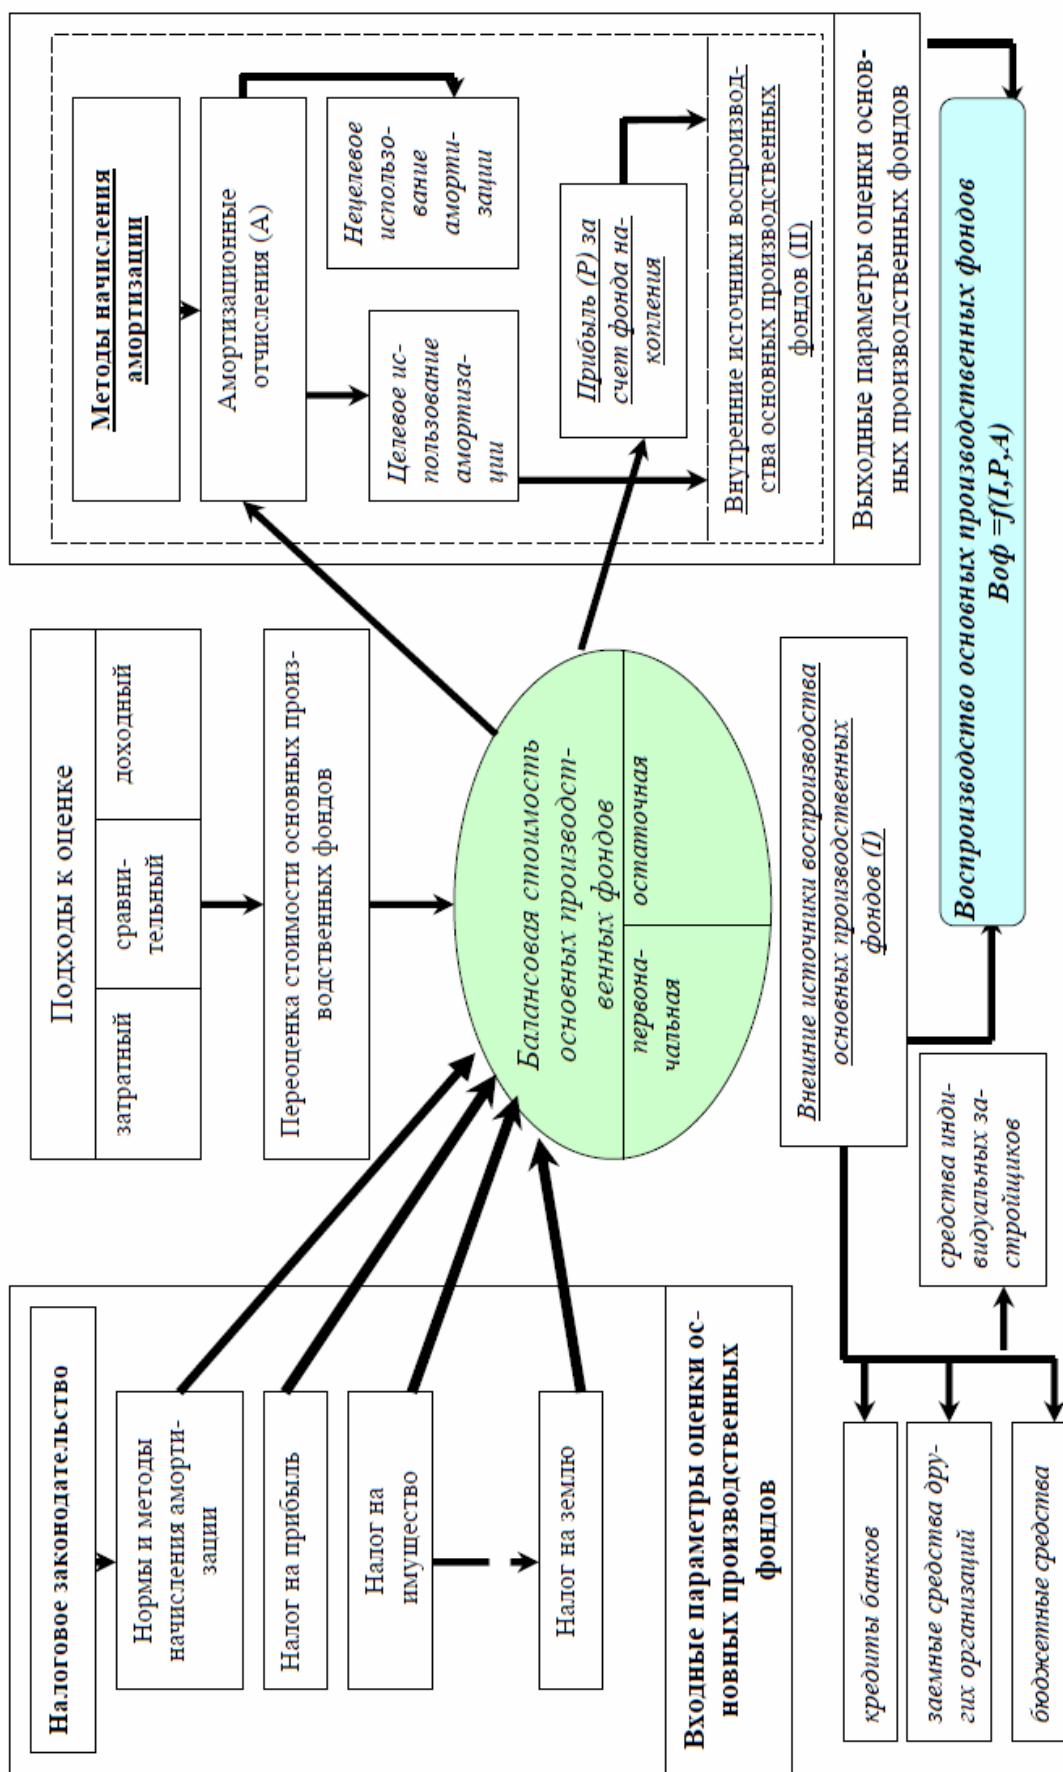 Налоговое законодательство
Нормы и методы
начисления аморти-
зации
Налог на прибыль
Налог на
имущество
Налог на землю
Входные параметры оценки ос-
новных производственных
фондов
Подходы к оценке
затратный
сравни-
тельный
доходный
Переоценка стоимости основных произ-
водственных фондов
Балансовая стоимость
основных производст-
венных фондов
первона-
чальная
остаточная
Методы начисления
амортизации
Амортизационные
отчисления (А)
Целевое ис-
пользование
амортиза-
ции
Нецелевое
использо-
вание
аморти-
зации
Прибыль (Р) за
счет фонда на-
копления
Внутренние источники воспроизвод-
ства основных производственных
фондов (II)
Выходные параметры оценки основ-
ных производственных фондов
Внешние источники воспроизводства
основных производственных
фондов (I)
кредиты банков
заемные средства дру-
гих организаций
бюджетные средства
средства инди-
видуальных за-
стройщиков
Воспроизводство основных производственных фондов
Воф =f(I,P,A)